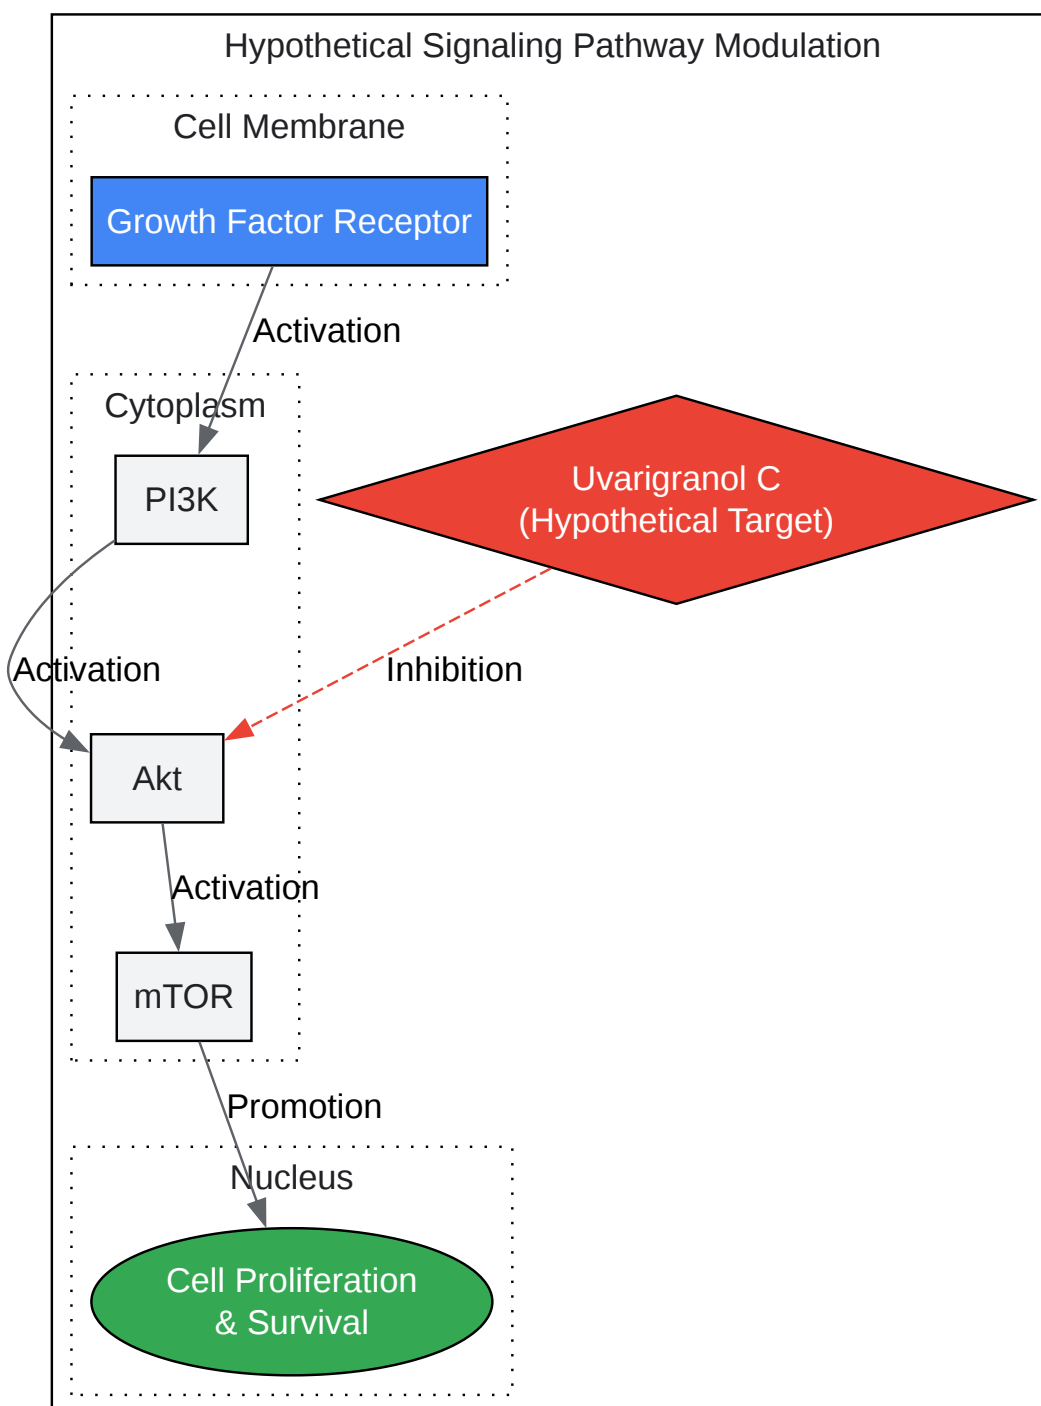 Hypothetical Signaling Pathway Modulation
Cell Membrane
Growth Factor Receptor
Activation
Cytoplasm
PI3K
Uvarigranol C
(Hypothetical Target)
Activation
Inhibition
Akt
Activation
mTOR
Promotion
Nucleus
Cell Proliferation
& Survival